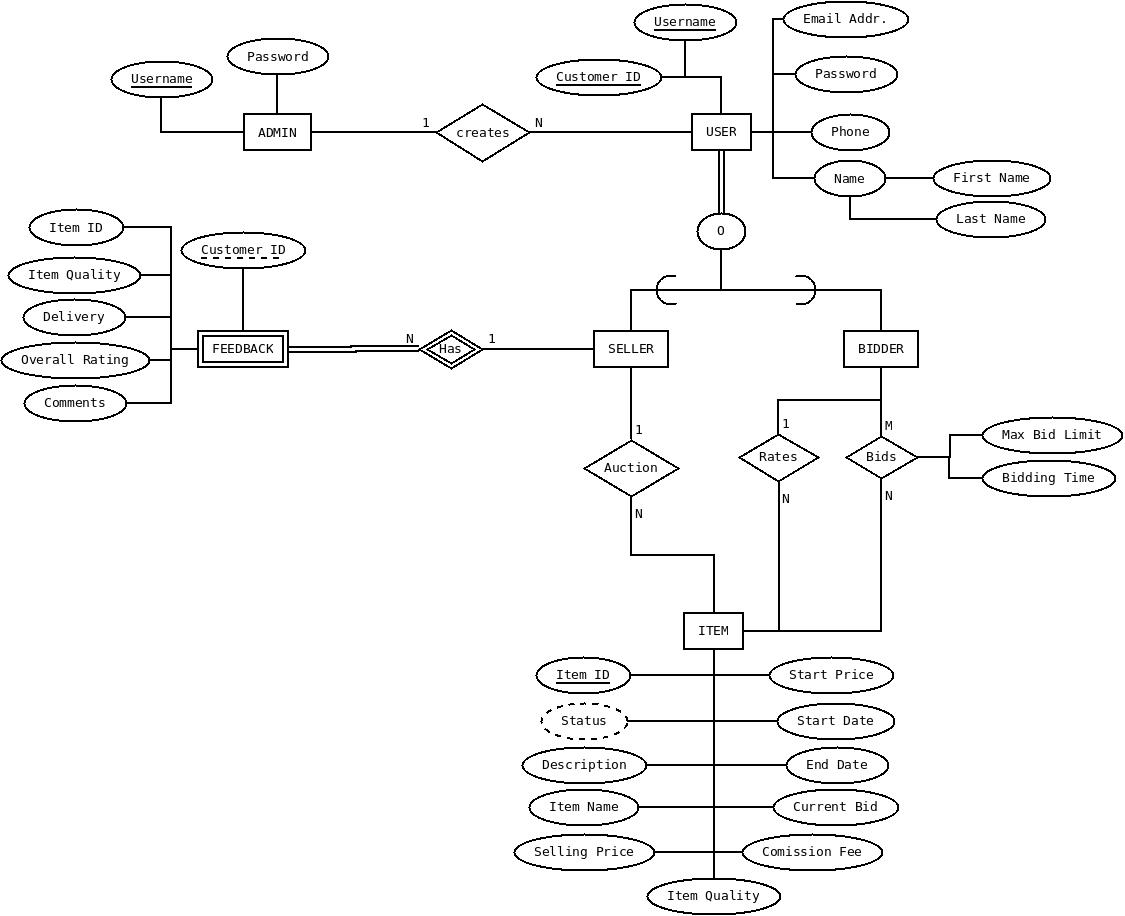 Username
Email Addr.
Password
Username
Customer ID
Password
ADMIN
1
creates
N
USER
Phone
Name
First Name
Last Name
Item ID
Customer ID
O
Item Quality
Delivery
FEEDBACK
N
Has
1
SELLER
BIDDER
Overall Rating
Comments
1
1
M
Max Bid Limit
Auction
Rates
Bids
Bidding Time
N
N
N
ITEM
Item ID
Start Price
Status
Start Date
Description
End Date
Item Name
Current Bid
Selling Price
Comission Fee
Item Quality